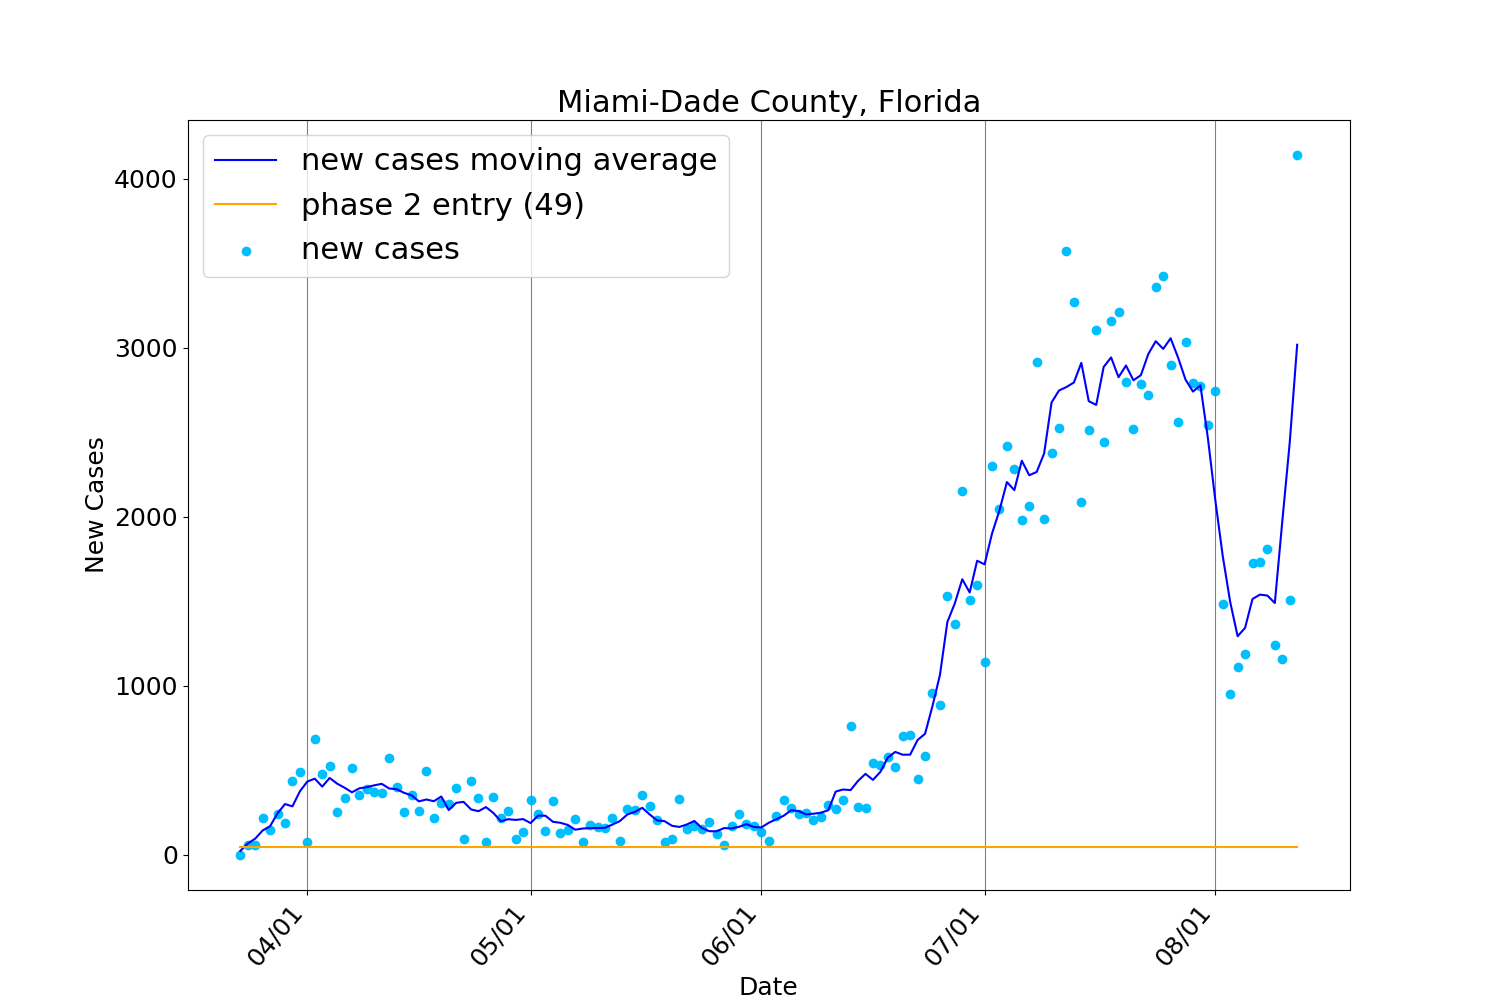 Miami-Dade County, Florida
new cases moving average
phase 2 entry (49)
new cases
4000
3000
2000
1000
0
New Cases
04/01
05/01
06/01
07/01
08/01
Date